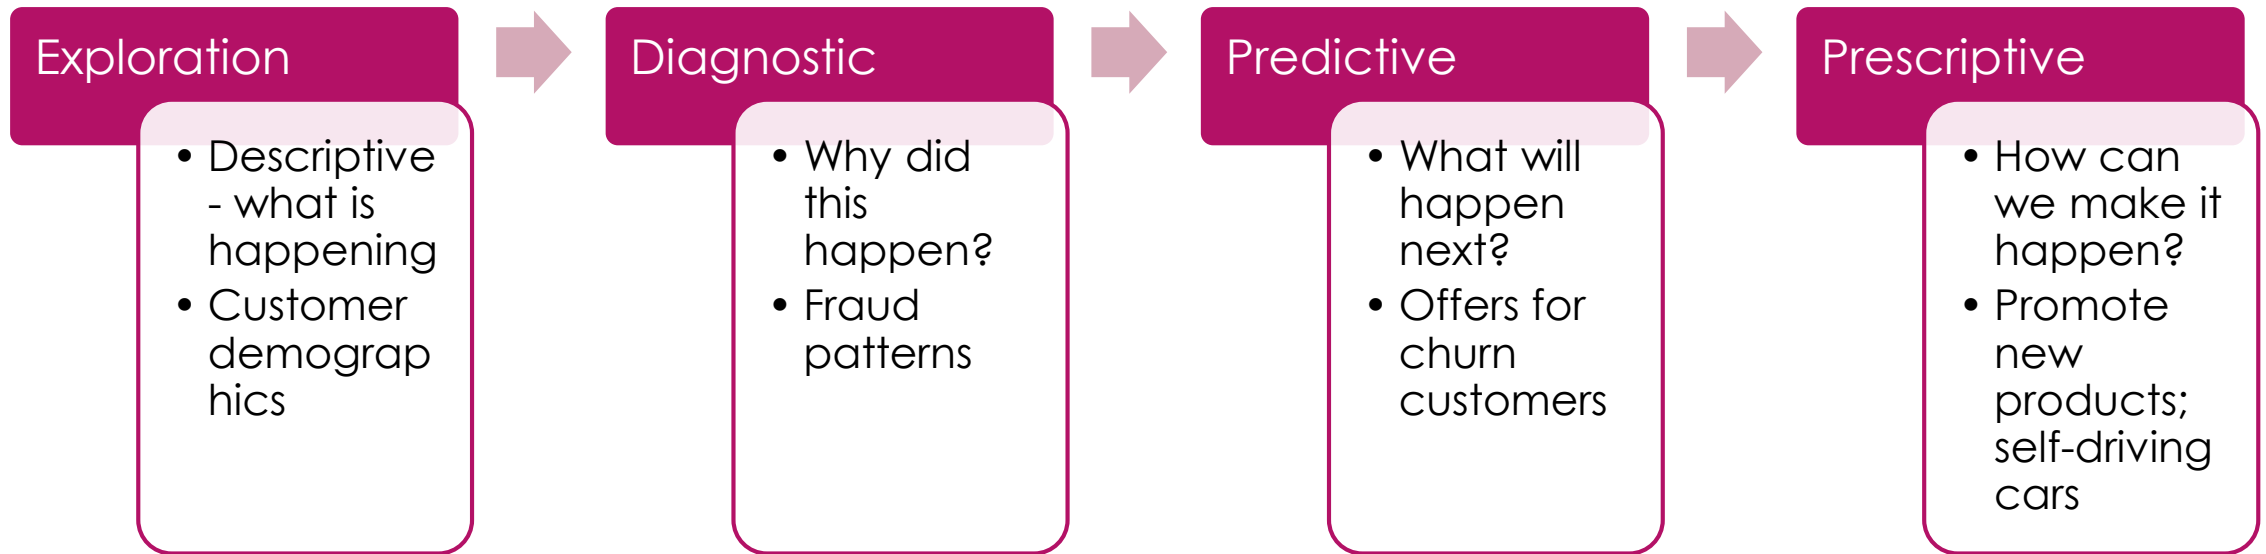 Exploration
• Descriptive
- what is
happening
• Customer
demograp
hics
Diagnostic
• Why did
this
happen?
• Fraud
patterns
Predictive
• What will
happen
next?
• Offers for
churn
customers
Prescriptive
• How can
we make it
happen?
• Promote
new
products;
self-driving
cars